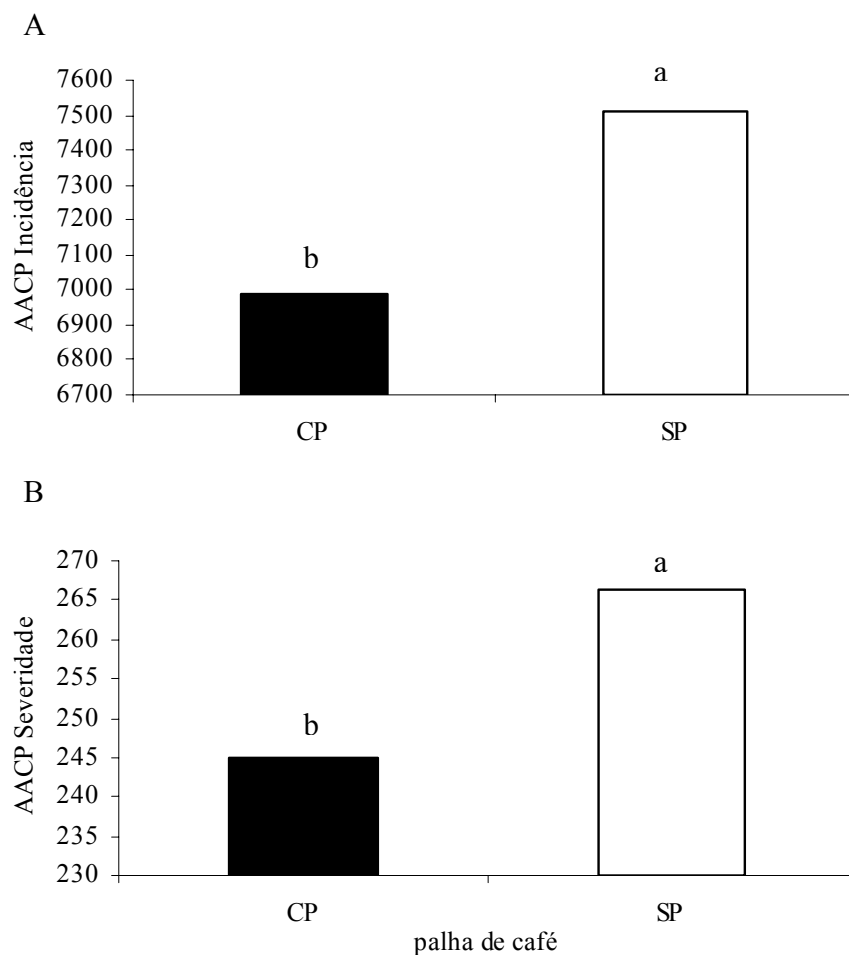 A
AACP Incidência
7600
7500
7400
7300
7200
7100
7000
6900
6800
6700
a
b
CP SP
B
AACP Severidade
270
265
260
255
250
245
240
235
230
a
b
CP SP
palha de café